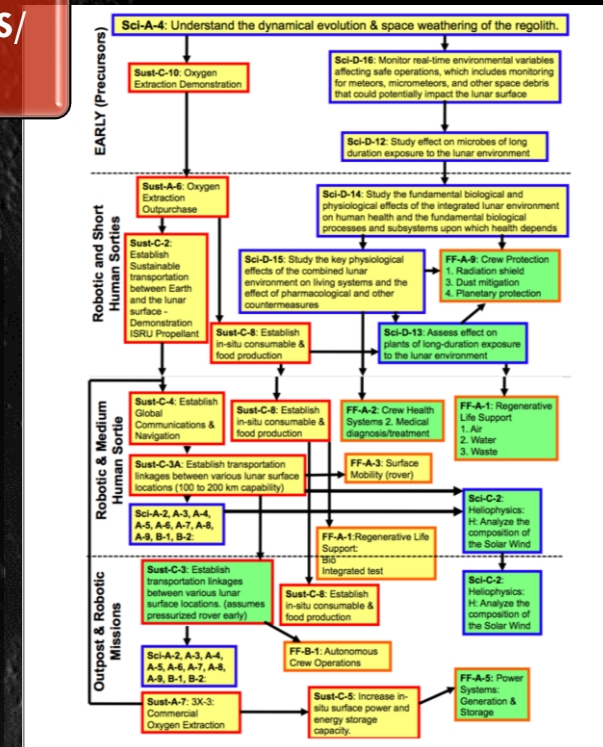 S/
EARLY (Precursors)
Sci-A-4: Understand the dynamical evolution & space weathering of the regolith.
Sust-C-10: Oxygen
Extraction Demonstration
Sci-D-16: Monitor real-time environmental variables
affecting safe operations, which includes monitoring
for meteors, micrometeors, and other space debris
that could potentially impact the lunar surface
Sci-D-12: Study effect on microbes of long
duration exposure to the lunar environment
Robotic and Short
Human Sorties
Sust-A-6: Oxygen
Extraction
Outpurchase
Sci-D-14: Study the fundamental biological and
physiological effects of the integrated lunar environment
on human health and the fundamental biological
processes and subsystems upon which health depends
Sust-C-2:
Establish
Sustainable
transportation
between Earth
and the lunar
surface -
Demonstration
ISRU Propellant
Sci-D-15: Study the key physiological
effects of the combined lunar
environment on living systems and the
effect of pharmacological and other
countermeasures
FF-A-9: Crew Protection
1. Radiation shield
3. Dust mitigation
4. Planetary protection
Sust-C-8: Establish
in-situ consumable &
food production
Sci-D-13: Assess effect on
plants of long-duration exposure
to the lunar environment
Robotic & Medium
Human Sortie
Sust-C-4: Establish
Global
Communications &
Navigation
Sust-C-8: Establish
in-situ consumable &
food production
FF-A-2: Crew Health
Systems 2. Medical
diagnosis/treatment
FF-A-1: Regenerative
Life Support
1. Air
2. Water
3. Waste
Sust-C-3A: Establish transportation
linkages between various lunar surface
locations (100 to 200 km capability)
FF-A-3: Surface
Mobility (rover)
Sci-A-2, A-3, A-4,
A-5, A-6, A-7, A-8,
A-9, B-1, B-2:
Sci-C-2:
Heliophysics:
H: Analyze the
composition of
the Solar Wind
FF-A-1:Regenerative Life
Support:
Bio
Integrated test
Outpost & Robotic
Missions
Sust-C-3: Establish
transportation linkages
between various lunar
surface locations. (assumes
pressurized rover early)
Sust-C-8: Establish
in-situ consumable &
food production
Sci-C-2:
Heliophysics:
H: Analyze the
composition of
the Solar Wind
Sci-A-2, A-3, A-4,
A-5, A-6, A-7, A-8,
A-9, B-1, B-2:
FF-B-1: Autonomous
Crew Operations
Sust-A-7: 3X-3:
Commercial
Oxygen Extraction
Sust-C-5: Increase in-
situ surface power and
energy storage
capacity.
FF-A-5: Power
Systems:
Generation &
Storage